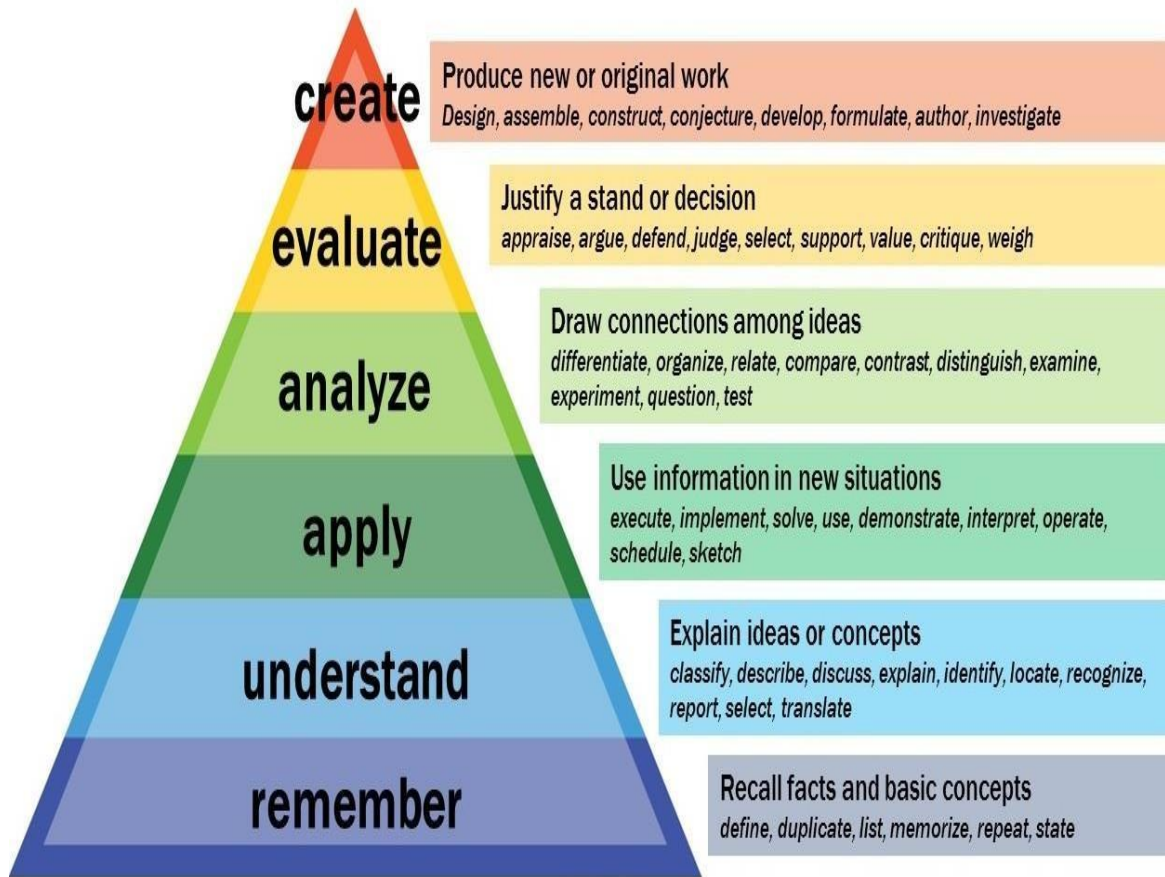 create
Produce new or original work
Design, assemble, construct, conjecture, develop, formulate, author, investigate
evaluate
Justify a stand or decision
appraise, argue, defend, judge, select, support, value, critique, weigh
analyze
Draw connections among ideas
differentiate, organize, relate, compare, contrast, distinguish, examine,
experiment, question, test
apply
Use information in new situations
execute, implement, solve, use, demonstrate, interpret, operate,
schedule, sketch
understand
Explain ideas or concepts
classify, describe, discuss, explain, identify, locate, recognize,
report, select, translate
remember
Recall facts and basic concepts
define, duplicate, list, memorize, repeat, state